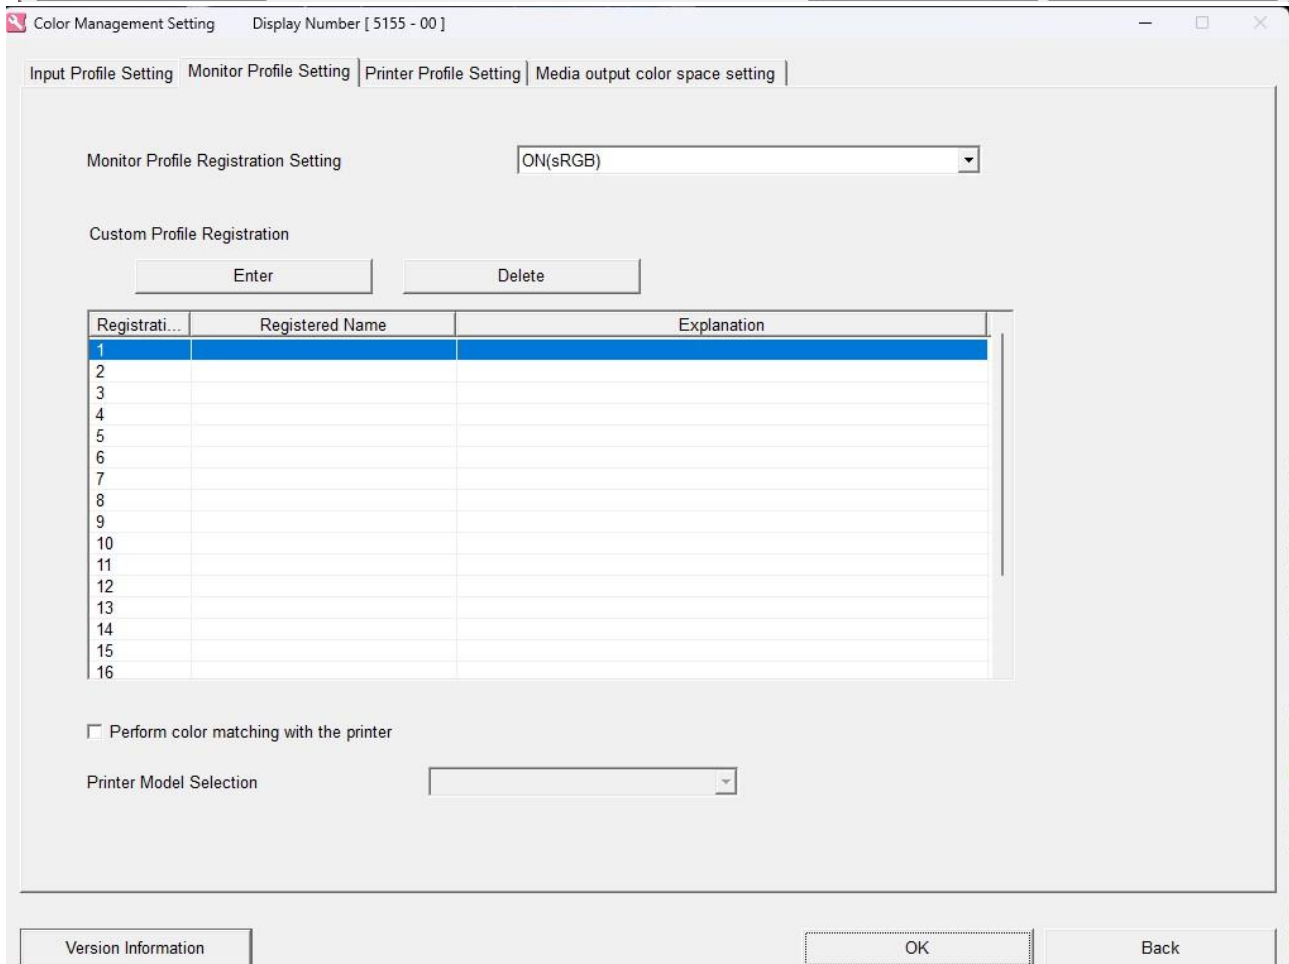 Color Management Setting Display Number [ 5155 - 00 ]
Input Profile Setting Monitor Profile Setting Printer Profile Setting Media output color space setting
Monitor Profile Registration Setting ON(sRGB)
Custom Profile Registration
Enter Delete
Registrati... Registered Name Explanation
1
2
3
4
5
6
7
8
9
10
11
12
13
14
15
16
Perform color matching with the printer
Printer Model Selection
Version Information OK Back